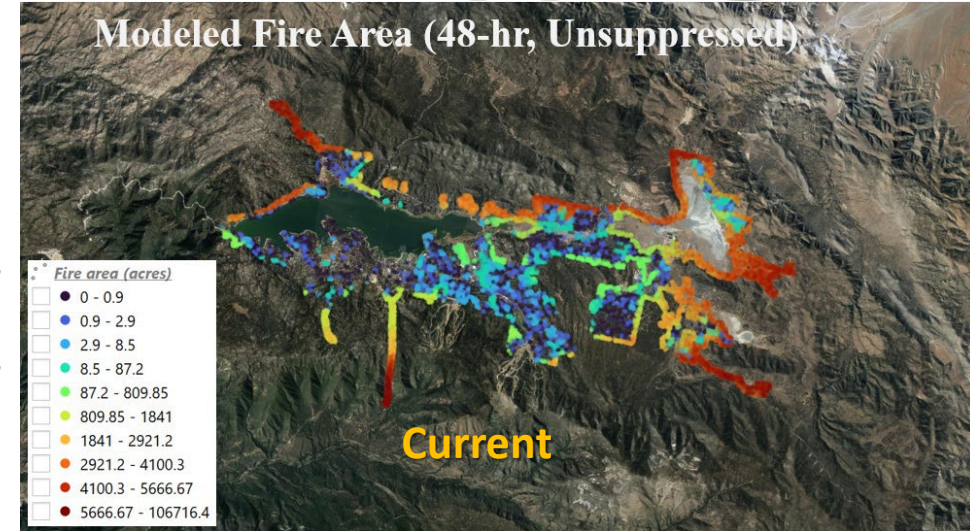 Modeled Fire Area (48-hr, Unsuppressed)
Fire area (acres)
0 - 0.9
0.9 - 2.9
2.9 - 8.5
8.5 - 87.2
87.2 - 809.85
809.85 - 1841
1841 - 2921.2
2921.2 - 4100.3
4100.3 - 5666.67
5666.67 - 106716.4
Current